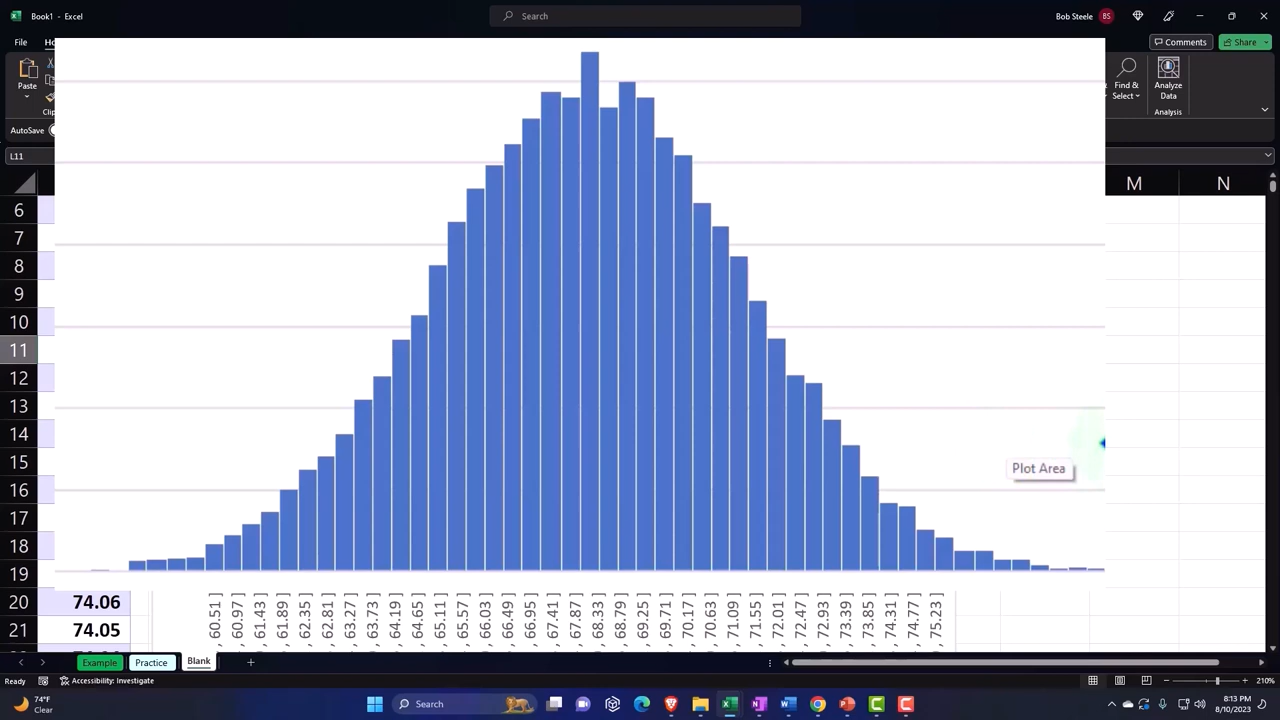 Book1 - Excel
Search
Bob Steele
BS
File
Comments
Share
Paste
Find &
Select
Analyze
Data
Analysis
AutoSave
L11
M
N
6
7
8
9
10
11
12
13
14
15
16
17
18
19
20
21
Plot Area
74.06
74.05
, 60.51 ]
, 60.97 ]
, 61.43 ]
, 61.89 ]
, 62.35 ]
, 62.81 ]
, 63.27 ]
, 63.73 ]
, 64.19 ]
, 64.65 ]
, 65.11 ]
, 65.57 ]
, 66.03 ]
, 66.49 ]
, 66.95 ]
, 67.41 ]
, 67.87 ]
, 68.33 ]
, 68.79 ]
, 69.25 ]
, 69.71 ]
, 70.17 ]
, 70.63 ]
, 71.09 ]
, 71.55 ]
, 72.01 ]
, 72.47 ]
, 72.93 ]
, 73.39 ]
, 73.85 ]
, 74.31 ]
, 74.77 ]
, 75.23 ]
Example
Practice
Blank
Ready
Accessibility: Investigate
210%
74°F
Clear
Search
8:13 PM
8/10/2023